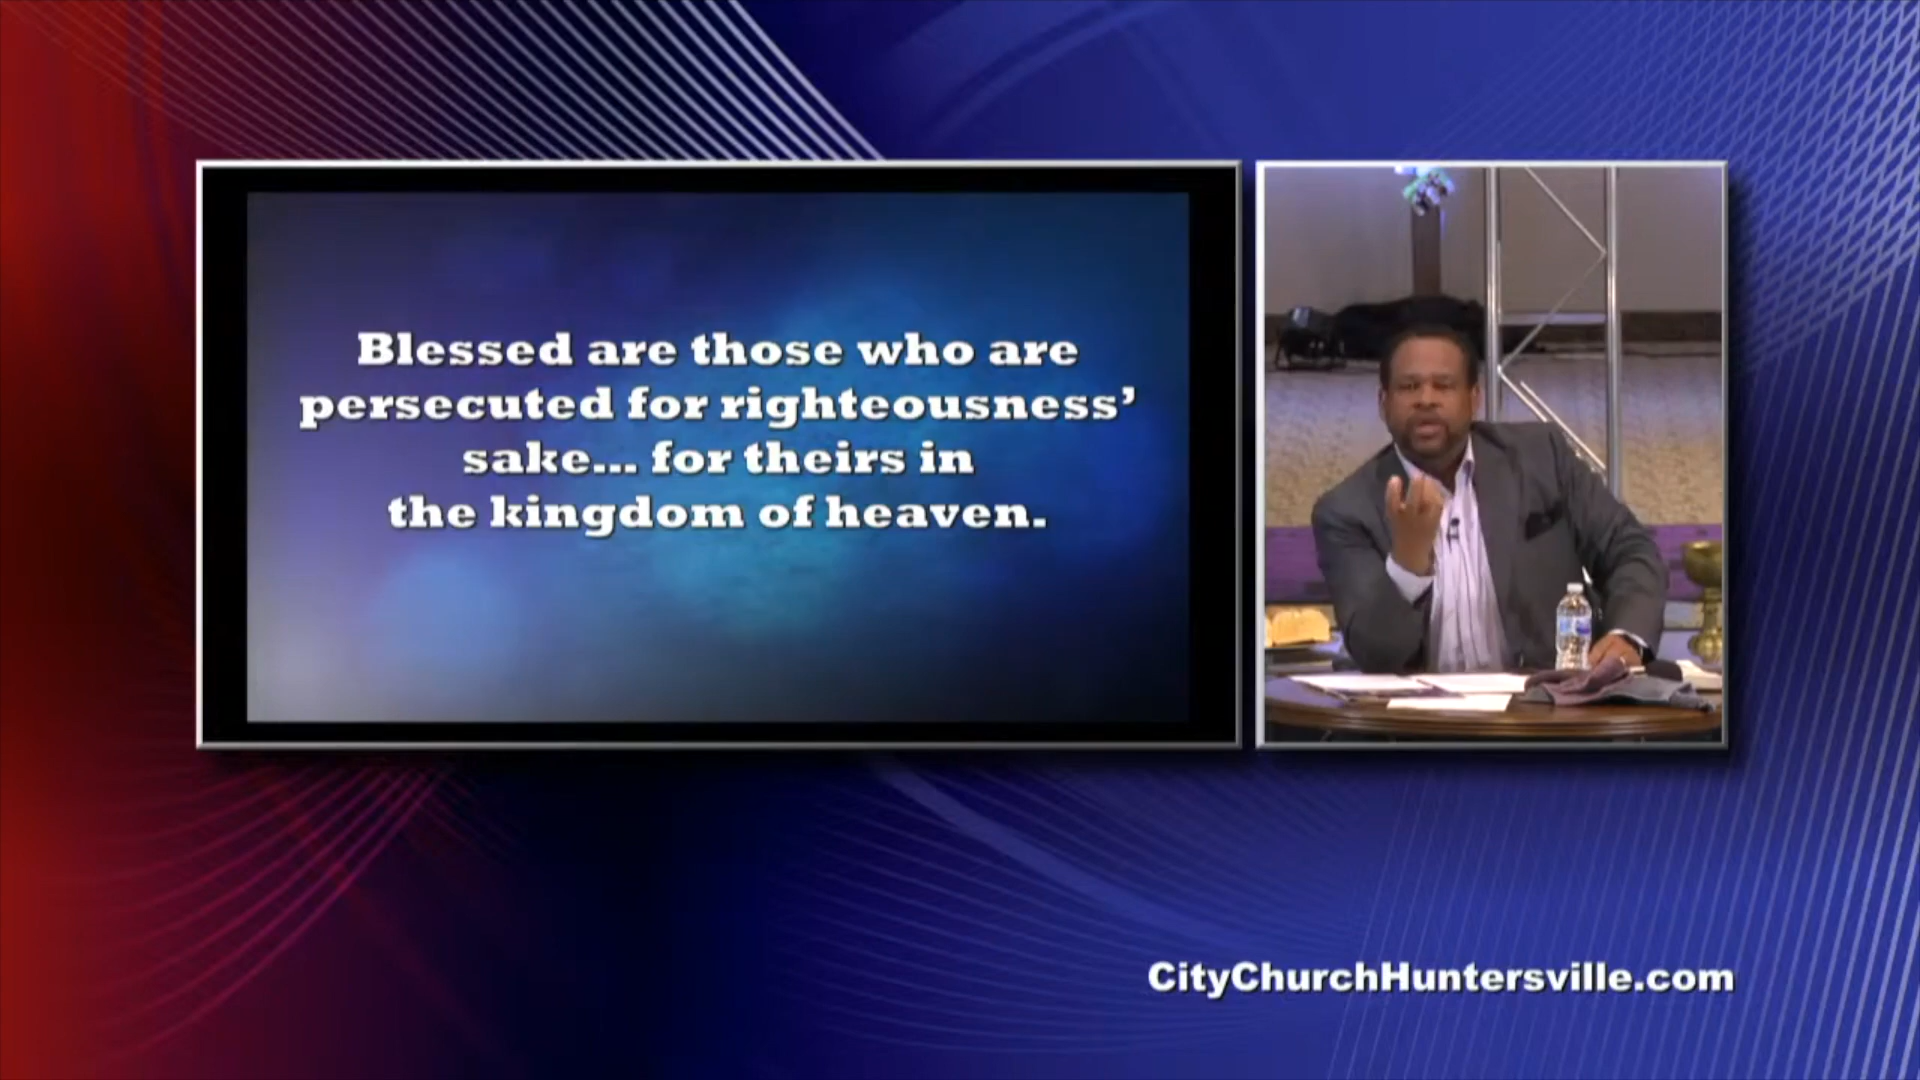 Blessed are those who are
persecuted for righteousness’
sake... for theirs in
the kingdom of heaven.
CityChurchHuntersville.com